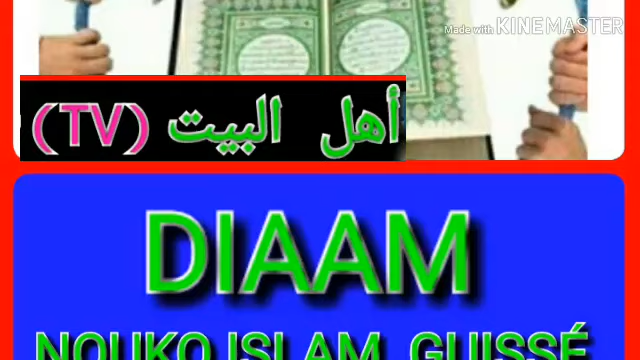 Made with KINEMASTER
أهل البيت (TV)
DIAAM
NOUKO ISLAM GUISSÉ